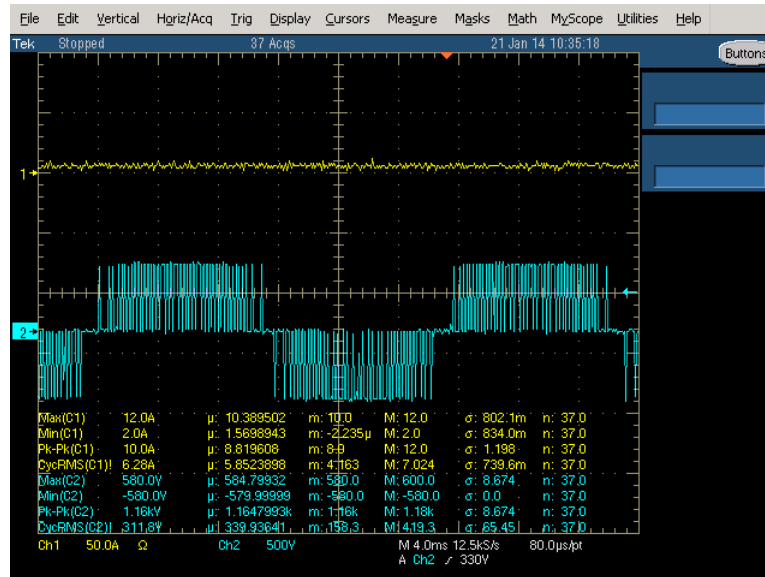 File Edit Vertical Horiz/Acq Trig Display Cursors Measure Masks Math MyScope Utilities Help
Tek Stopped 37 Acqs 21 Jan 14 10:35:18
Buttons
1
2
Max(C1) 12.0A µ: 10.389502 m: 10.0 M: 12.0 σ: 802.1m n: 37.0
Min(C1) 2.0A µ: 1.5698943 m: -2.235µ M: 2.0 σ: 834.0m n: 37.0
Pk-Pk(C1) 10.0A µ: 8.819608 m: 8.0 M: 12.0 σ: 1.198 n: 37.0
CycRMS(C1)! 6.28A µ: 5.8523898 m: 4.163 M: 7.024 σ: 739.6m n: 37.0
Max(C2) 580.0V µ: 584.79932 m: 580.0 M: 600.0 σ: 8.674 n: 37.0
Min(C2) -580.0V µ: -579.99999 m: -580.0 M: -580.0 σ: 0.0 n: 37.0
Pk-Pk(C2) 1.16kV µ: 1.1647993k m: 1.16k M: 1.18k σ: 8.674 n: 37.0
CycRMS(C2)! 311.8V µ: 339.93641 m: 158.3 M: 419.3 σ: 65.45 n: 37.0
Ch1 50.0A Ω Ch2 500V M 4.0ms 12.5kS/s 80.0µs/pt
A Ch2 ∕ 330V